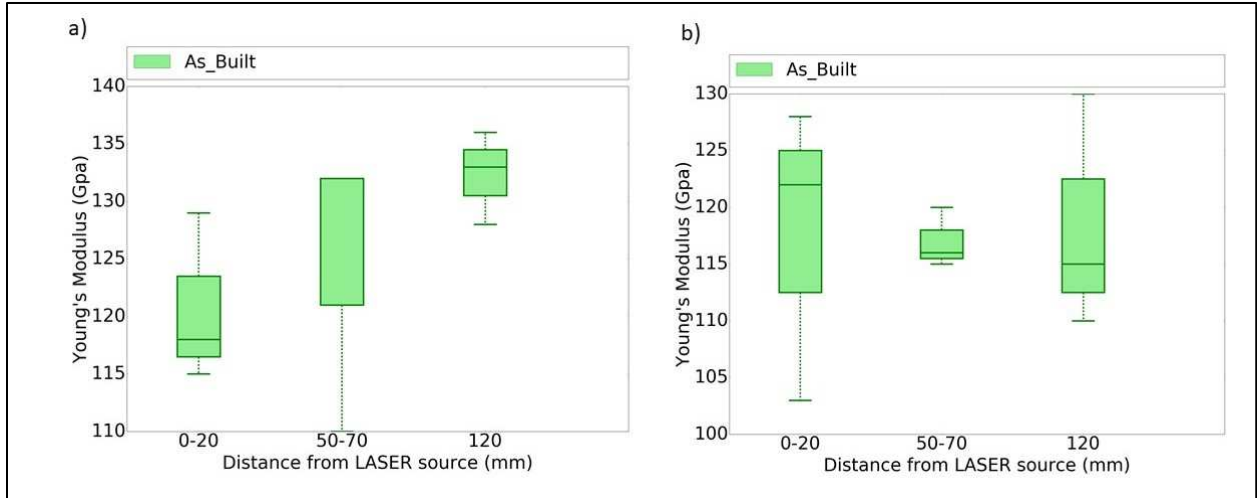 a)
As_Built
Young's Modulus (Gpa)
140
135
130
125
120
115
110
0-20 50-70 120
Distance from LASER source (mm)
b)
As_Built
Young's Modulus (Gpa)
130
125
120
115
110
105
100
0-20 50-70 120
Distance from LASER source (mm)